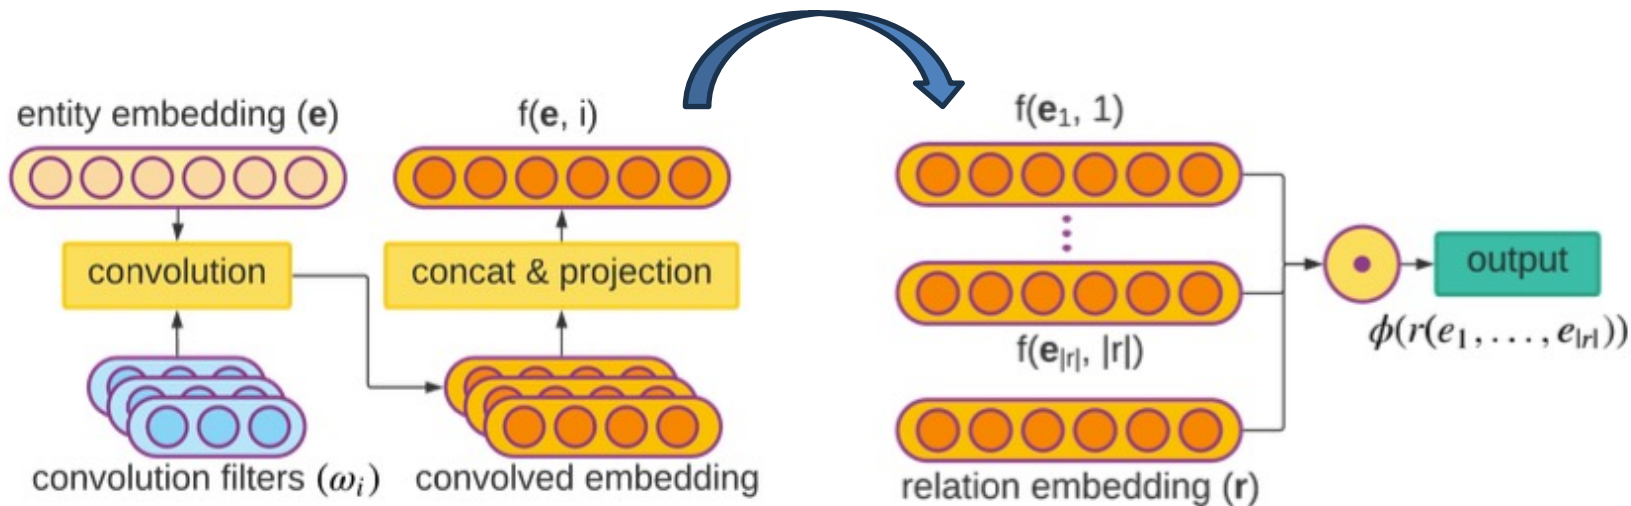 entity embedding (e)
f(e, i)
convolution
concat & projection
convolution filters (ωᵢ)
convolved embedding
f(e₁, 1)
f(e|r|, |r|)
relation embedding (r)
output
ϕ(r(e₁, . . . , e|r|))